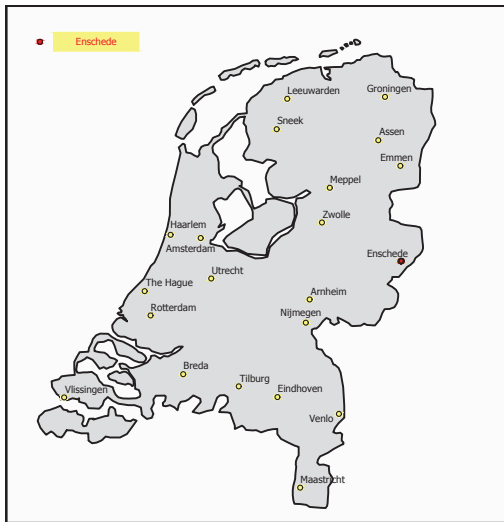 Enschede
Leeuwarden
Groningen
Sneek
Assen
Emmen
Meppel
Zwolle
Haarlem
Amsterdam
Enschede
Utrecht
The Hague
Arnheim
Rotterdam
Nijmegen
Breda
Tilburg
Vlissingen
Eindhoven
Venlo
Maastricht